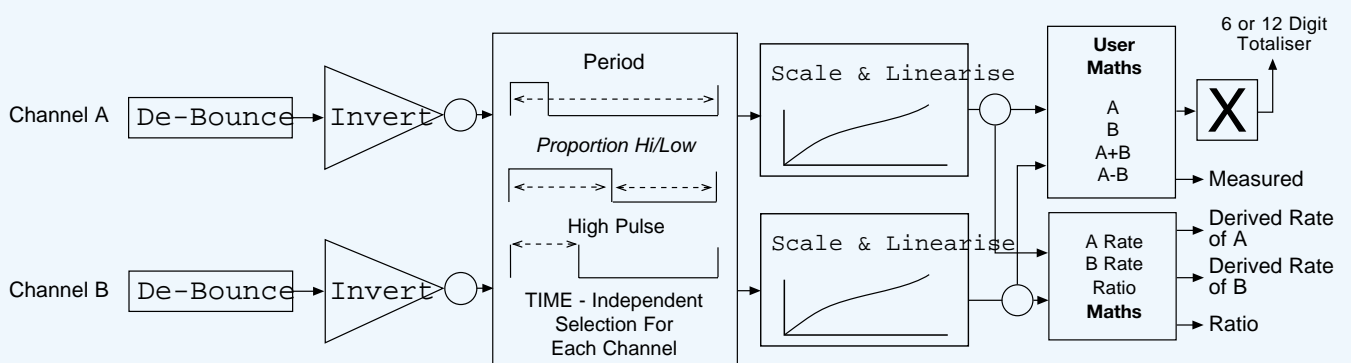 6 or 12 Digit
Totaliser
User
Maths
A
B
A+B
A-B
X
Measured
Channel A
De-Bounce
Invert
Period
Proportion Hi/Low
High Pulse
TIME - Independent
Selection For
Each Channel
Scale & Linearise
Channel B
De-Bounce
Invert
Scale & Linearise
A Rate
B Rate
Ratio
Maths
Derived Rate
of A
Derived Rate
of B
Ratio